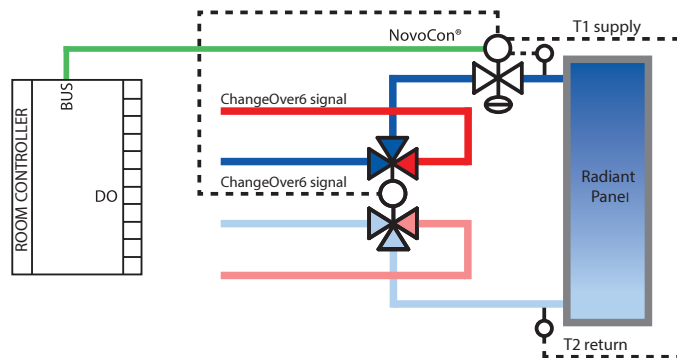 NovoCon®
T1 supply
BUS
ChangeOver6 signal
ROOM CONTROLLER
DO
ChangeOver6 signal
Radiant
Panel
T2 return